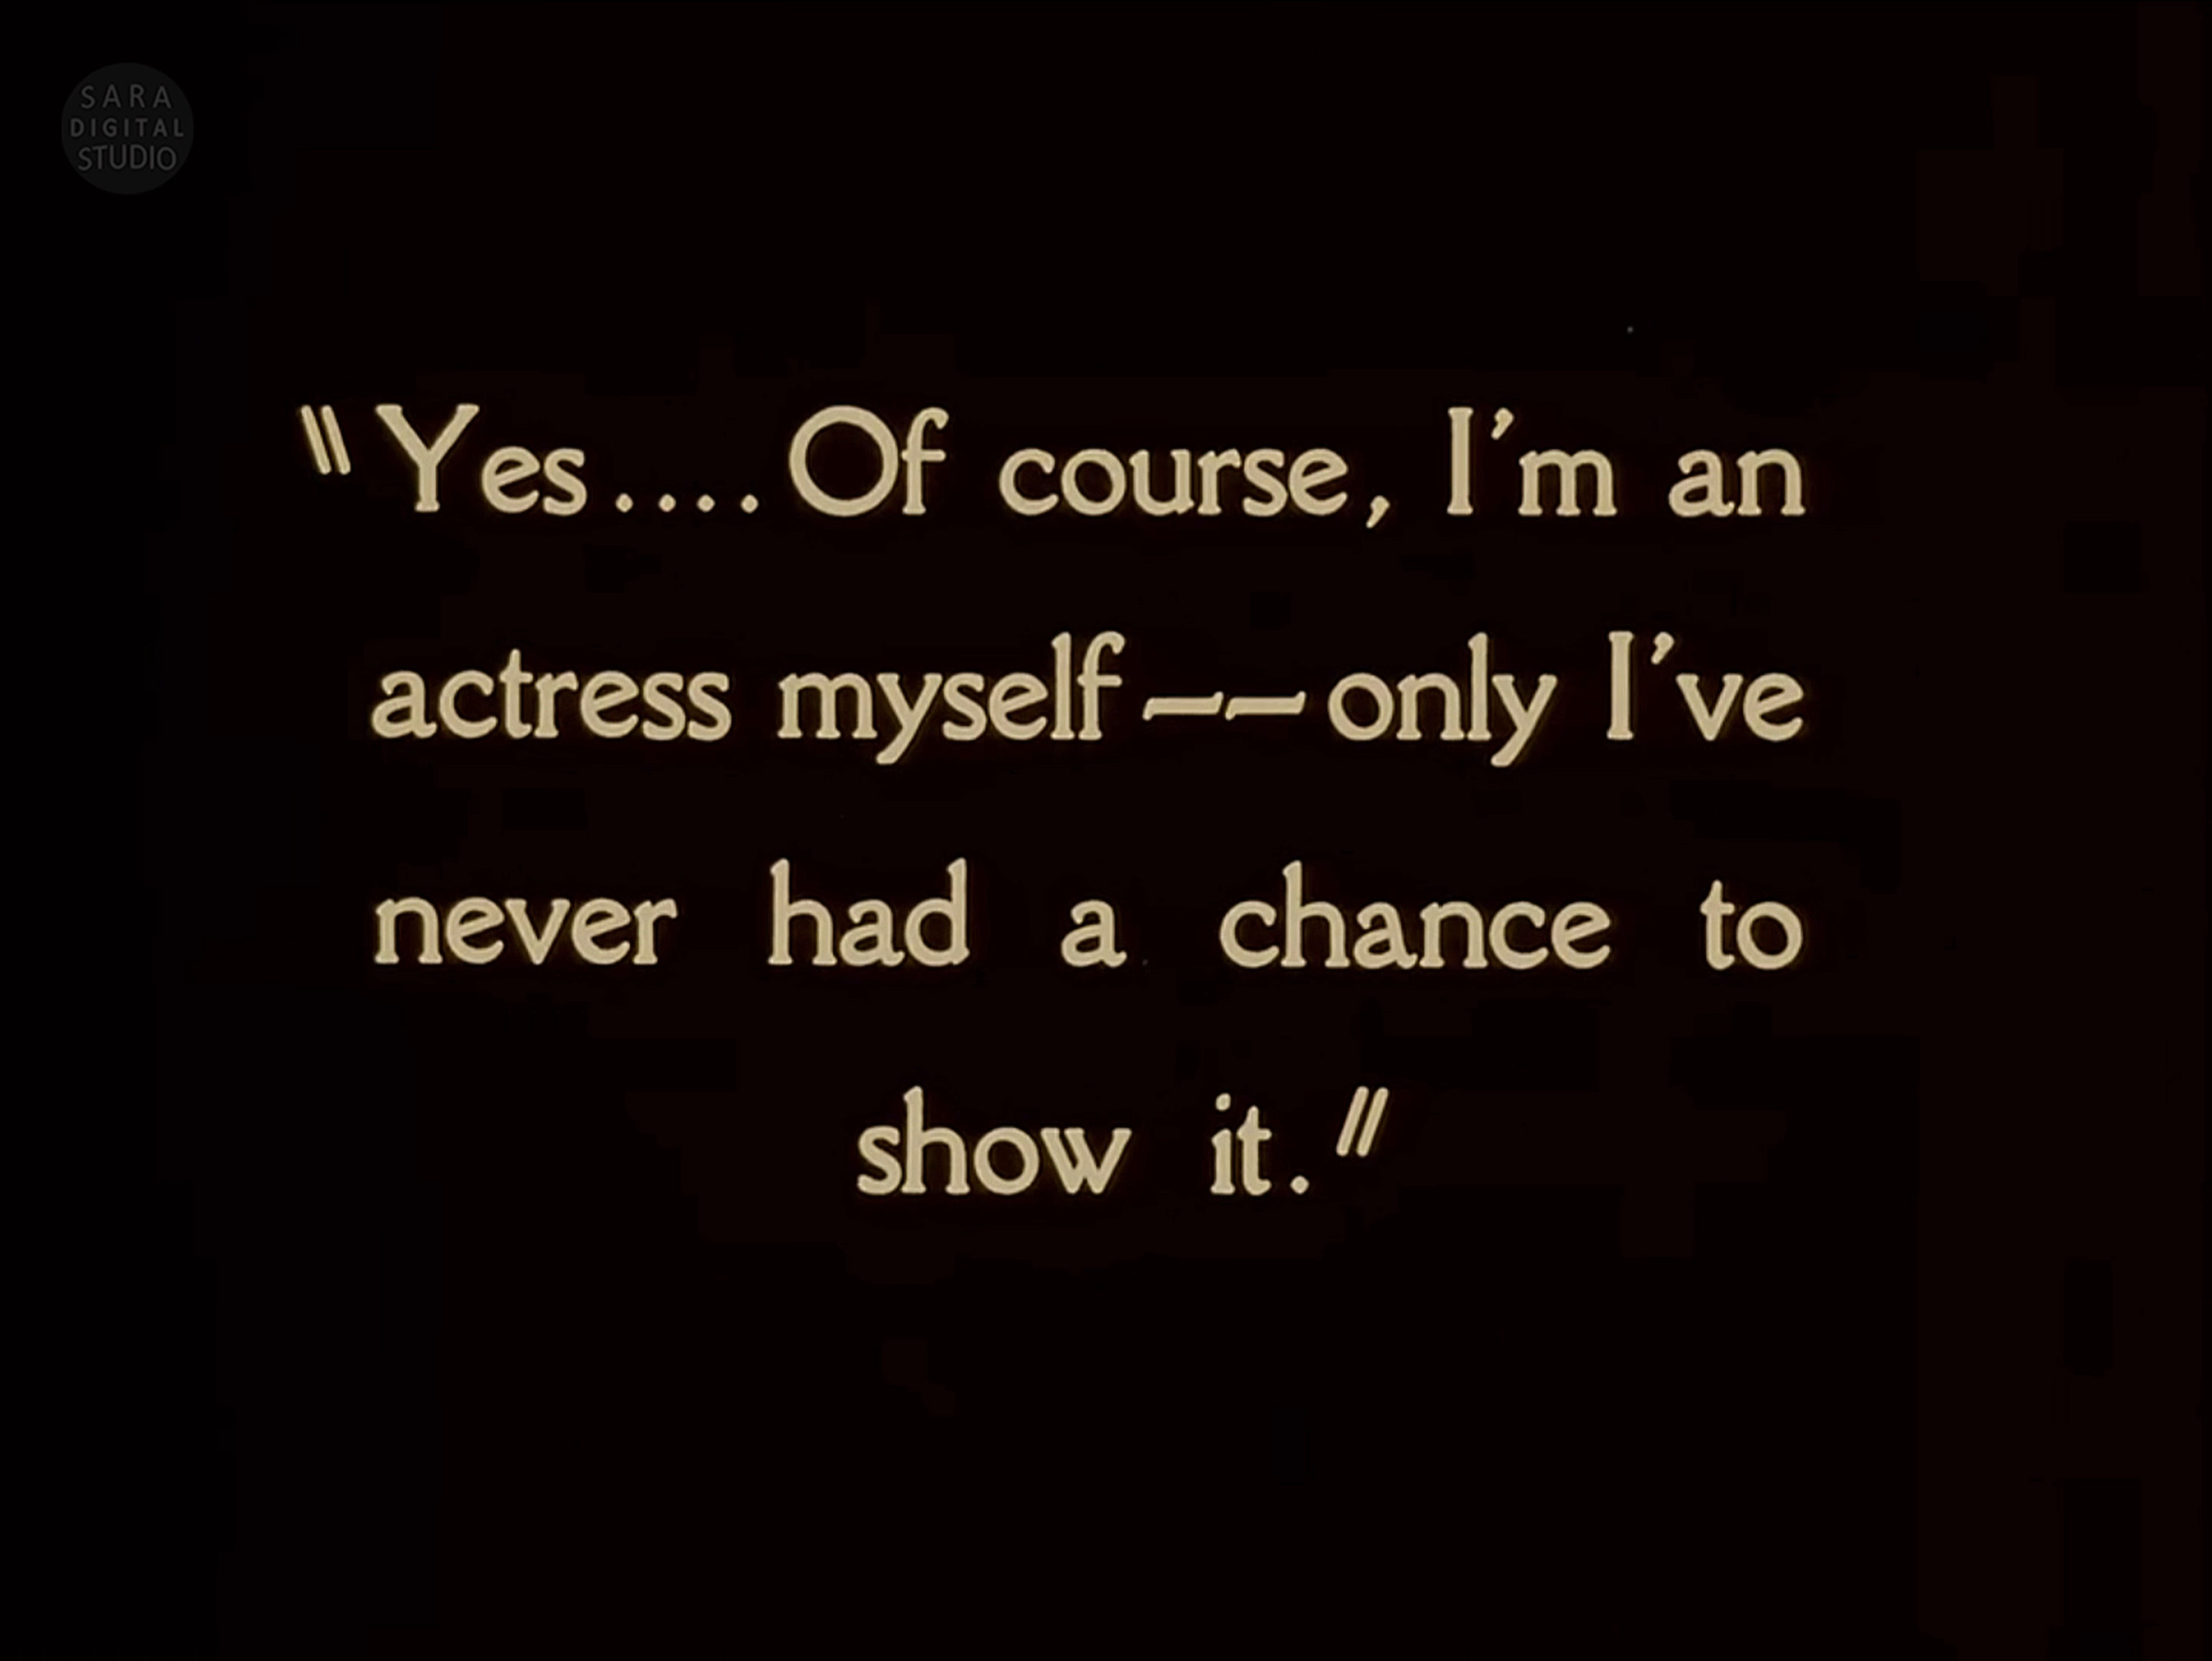 SARA
DIGITAL
STUDIO
"Yes....Of course, I'm an
actress myself--only I've
never had a chance to
show it."